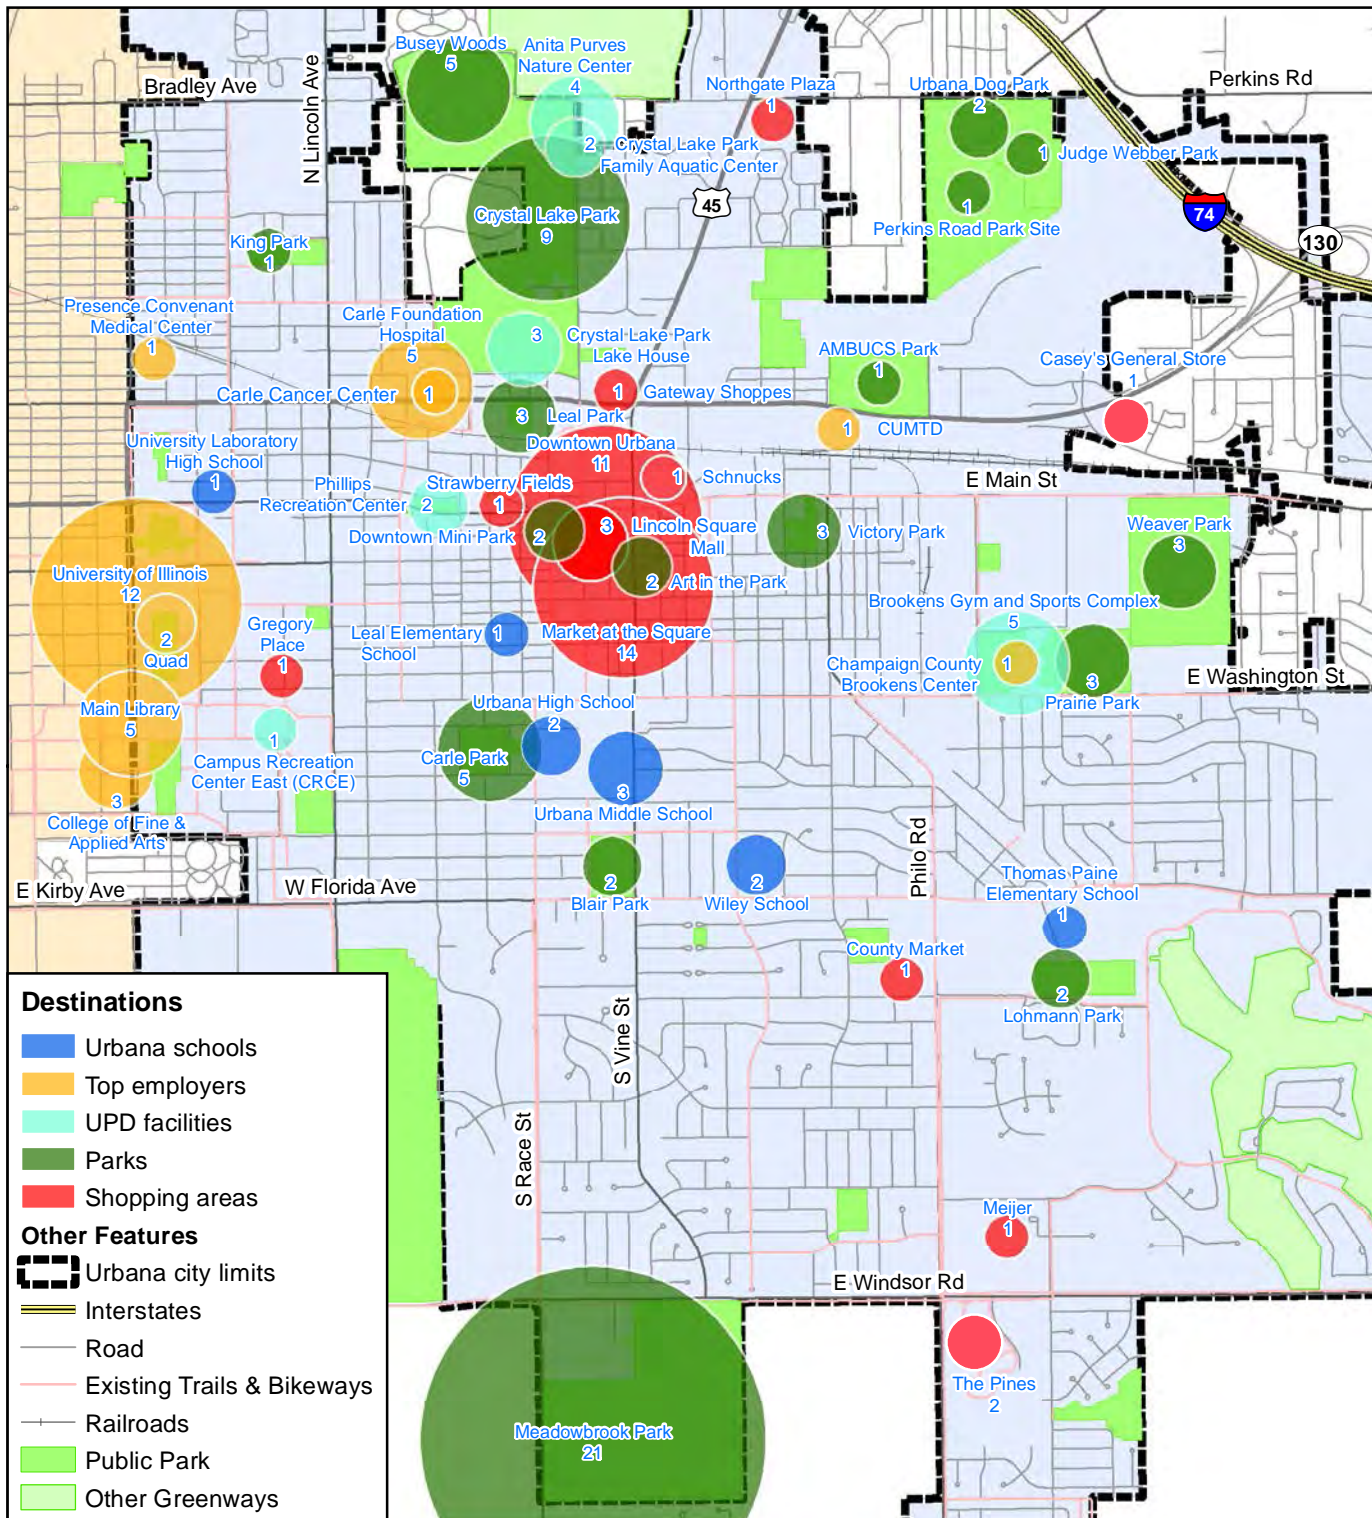 Busey Woods
5
Anita Purves
Nature Center
4
Bradley Ave
N Lincoln Ave
Northgate Plaza
1
Urbana Dog Park
2
Perkins Rd
2
Crystal Lake Park
Family Aquatic Center
1
Judge Webber Park
45
74
130
Crystal Lake Park
9
1
Perkins Road Park Site
King Park
1
Presence Convenant
Medical Center
1
Carle Foundation
Hospital
5
3
Crystal Lake Park
Lake House
AMBUCS Park
1
Casey's General Store
1
Carle Cancer Center
1
1
Gateway Shoppes
3
Leal Park
1
CUMTD
University Laboratory
High School
1
Downtown Urbana
11
1
Schnucks
E Main St
Phillips
Recreation Center
2
Strawberry Fields
1
Downtown Mini Park
2
3
Lincoln Square
Mall
3
Victory Park
Weaver Park
3
University of Illinois
12
2
Art in the Park
2
Quad
Gregory
Place
1
Leal Elementary
School
1
Market at the Square
14
Brookens Gym and Sports Complex
5
Champaign County
Brookens Center
1
3
Prairie Park
E Washington St
Main Library
5
1
Campus Recreation
Center East (CRCE)
Urbana High School
2
Carle Park
5
3
Urbana Middle School
3
College of Fine &
Applied Arts
E Kirby Ave
W Florida Ave
2
Blair Park
2
Wiley School
Philo Rd
Thomas Paine
Elementary School
1
County Market
1
2
Lohmann Park
S Vine St
S Race St
Meijer
1
E Windsor Rd
The Pines
2
Meadowbrook Park
21
Destinations
Urbana schools
Top employers
UPD facilities
Parks
Shopping areas
Other Features
Urbana city limits
Interstates
Road
Existing Trails & Bikeways
Railroads
Public Park
Other Greenways